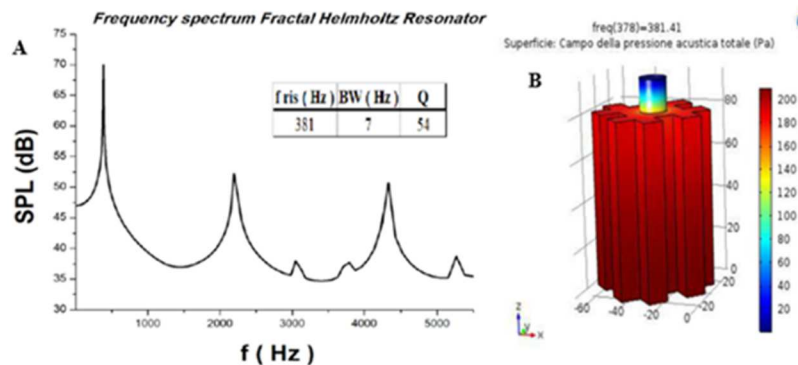 Frequency spectrum Fractal Helmholtz Resonator
A
75
70
65
60
55
50
45
40
35
30
SPL (dB)
f ris ( Hz ) BW ( Hz ) Q
381 7 54
1000 2000 3000 4000 5000
f ( Hz )
freq(378)=381.41
Superficie: Campo della pressione acustica totale (Pa)
B
80
60
40
20
0
20
0
-20
-60 -40 -20 0
z
y
x
200
180
160
140
120
100
80
60
40
20